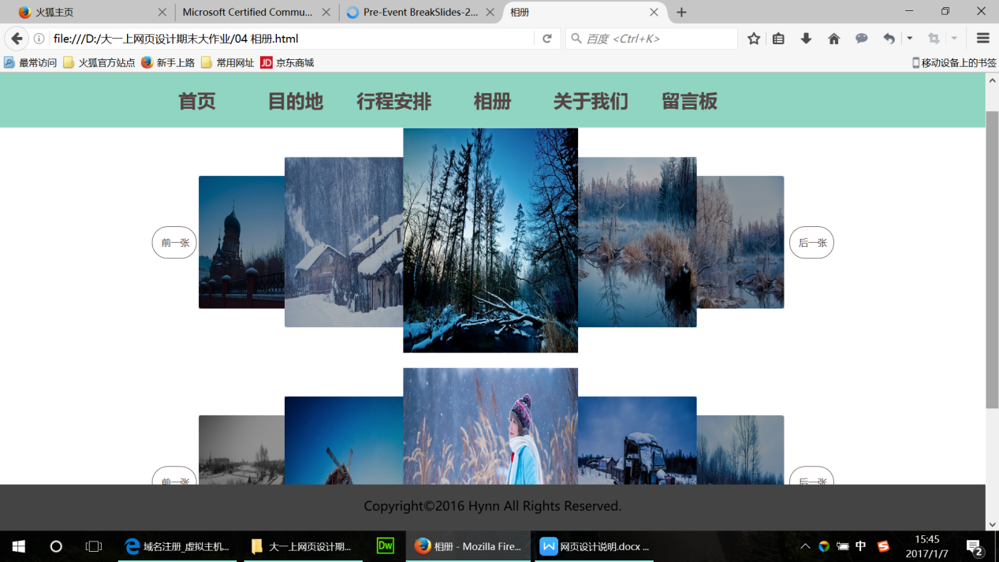 火狐主页
Microsoft Certified Commu...
Pre-Event BreakSlides-2...
相册
file:///D:/大一上网页设计期末大作业/04 相册.html
百度 <Ctrl+K>
最常访问 火狐官方站点 新手上路 常用网址 JD 京东商城 移动设备上的书签
首页 目的地 行程安排 相册 关于我们 留言板
前一张 后一张
前一张 后一张
Copyright©2016 Hynn All Rights Reserved.
域名注册_虚拟主机... 大一上网页设计期... Dw 相册 - Mozilla Fire... W 网页设计说明.docx ... 中 S 15:45
2017/1/7 2